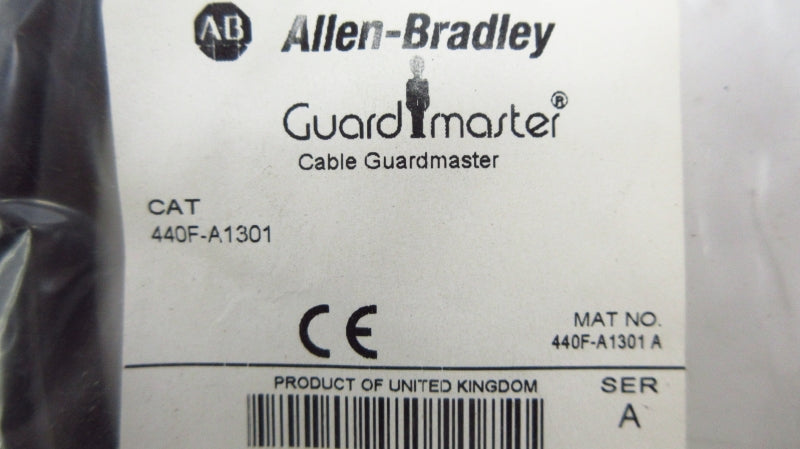 AB Allen-Bradley
Guardmaster®
Cable Guardmaster
CAT
440F-A1301
CE
MAT NO.
440F-A1301 A
PRODUCT OF UNITED KINGDOM
SER
A